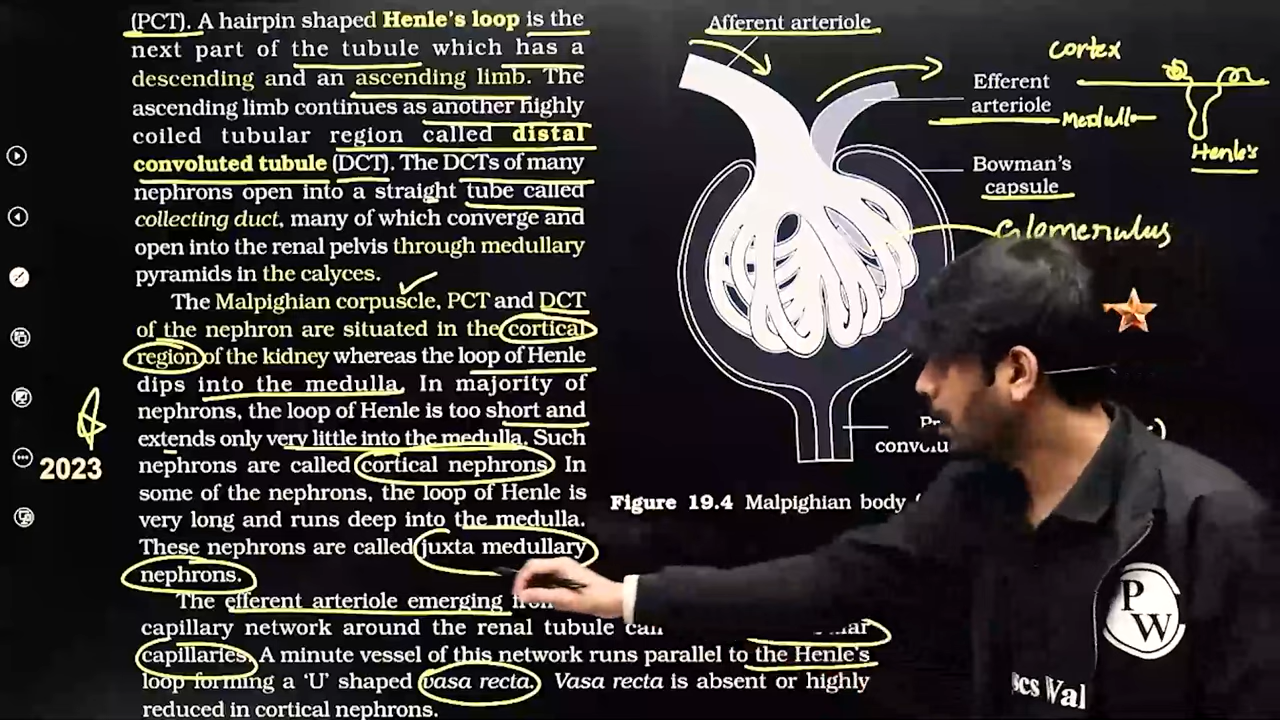 (PCT). A hairpin shaped Henle's loop is the
next part of the tubule which has a
descending and an ascending limb. The
ascending limb continues as another highly
coiled tubular region called distal
convoluted tubule (DCT). The DCTs of many
nephrons open into a straight tube called
collecting duct, many of which converge and
open into the renal pelvis through medullary
pyramids in the calyces.
The Malpighian corpuscle, PCT and DCT
of the nephron are situated in the cortical
region of the kidney whereas the loop of Henle
dips into the medulla. In majority of
nephrons, the loop of Henle is too short and
extends only very little into the medulla. Such
nephrons are called cortical nephrons. In
some of the nephrons, the loop of Henle is
very long and runs deep into the medulla.
These nephrons are called juxta medullary
nephrons.
The efferent arteriole emerging
capillary network around the renal tubule
capillaries. A minute vessel of this network runs parallel to the Henle's
loop forming a 'U' shaped vasa recta. Vasa recta is absent or highly
reduced in cortical nephrons.
2023
Afferent arteriole
Efferent
arteriole
Bowman's
capsule
Glomerulus
Cortex
Medulla
Henle's
Figure 19.4 Malpighian body
P
W